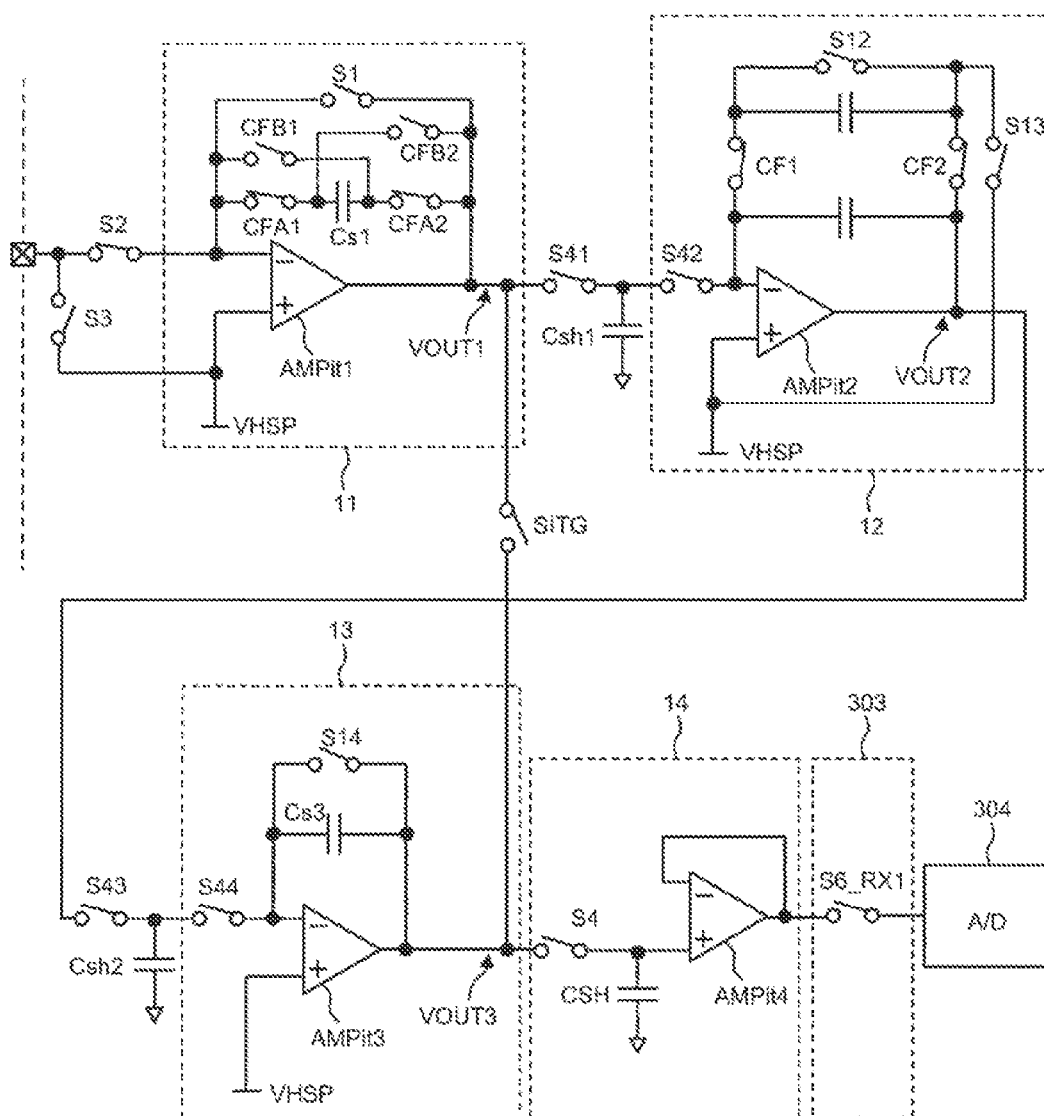 S1
S12
CFB1
CFB2
S13
CF1
CF2
CFA1
Cs1
CFA2
S2
S41
S42
S3
Csh1
AMPit1
VOUT1
AMPit2
VOUT2
VHSP
VHSP
11
12
SITG
13
14
303
S14
Cs3
304
S43
S44
S4
S6_RX1
A/D
Csh2
CSH
AMPit4
AMPit3
VOUT3
VHSP